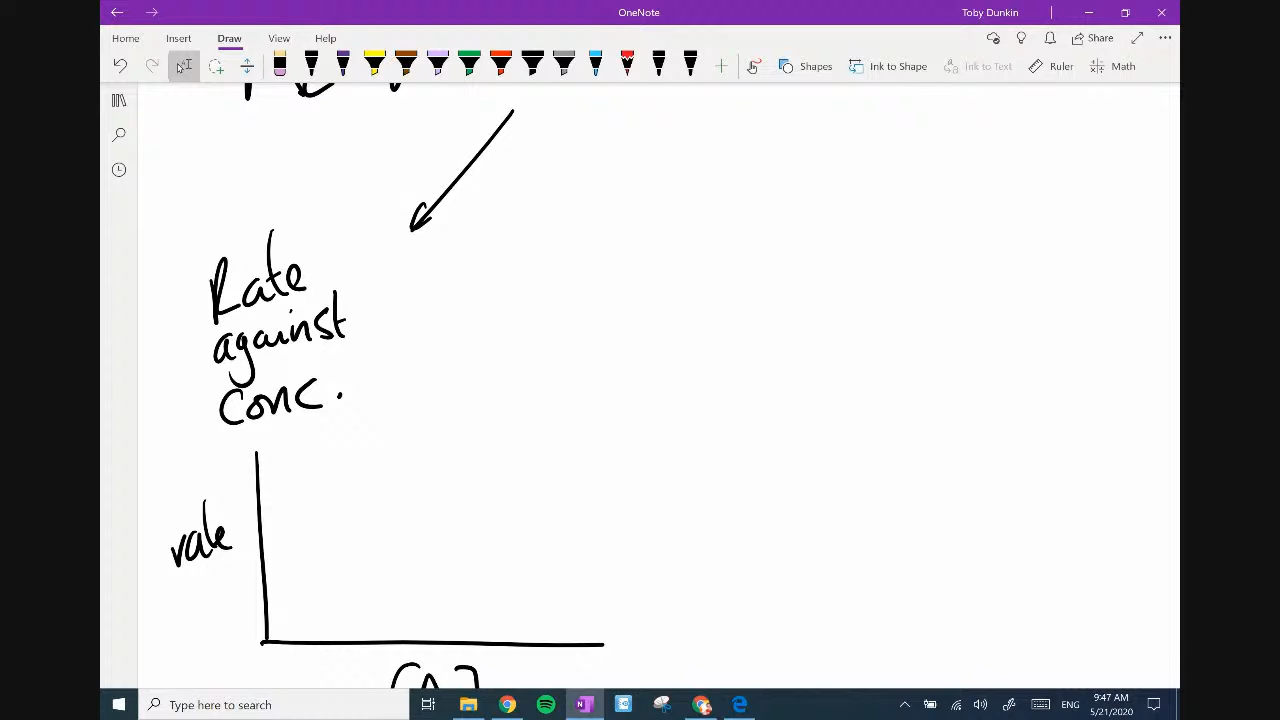 OneNote
Toby Dunkin
Home Insert Draw View Help
Share
Shapes Ink to Shape Ink to Text Ruler Math
Rate
against
conc.
rate
[A]
Type here to search
ENG
9:47 AM
5/21/2020